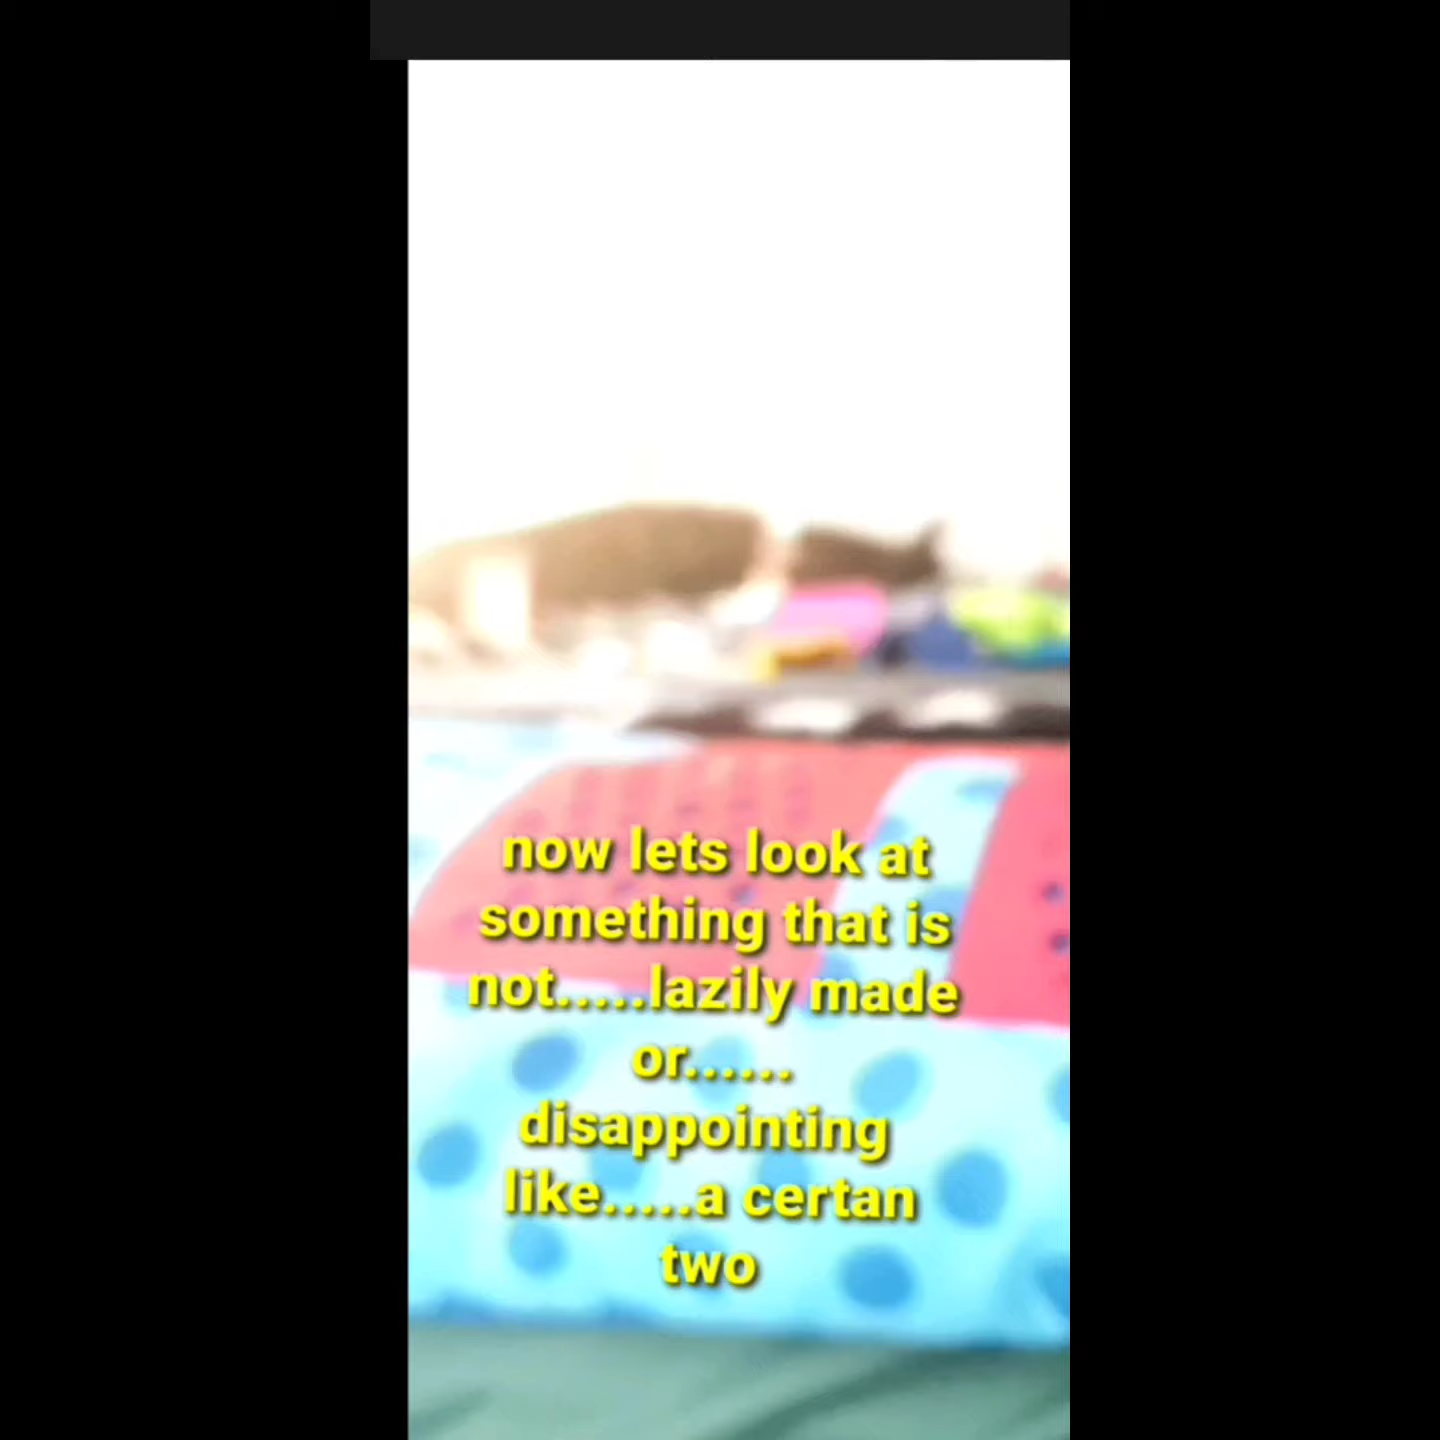 now lets look at
something that is
not.....lazily made
or......
disappointing
like.....a certan
two